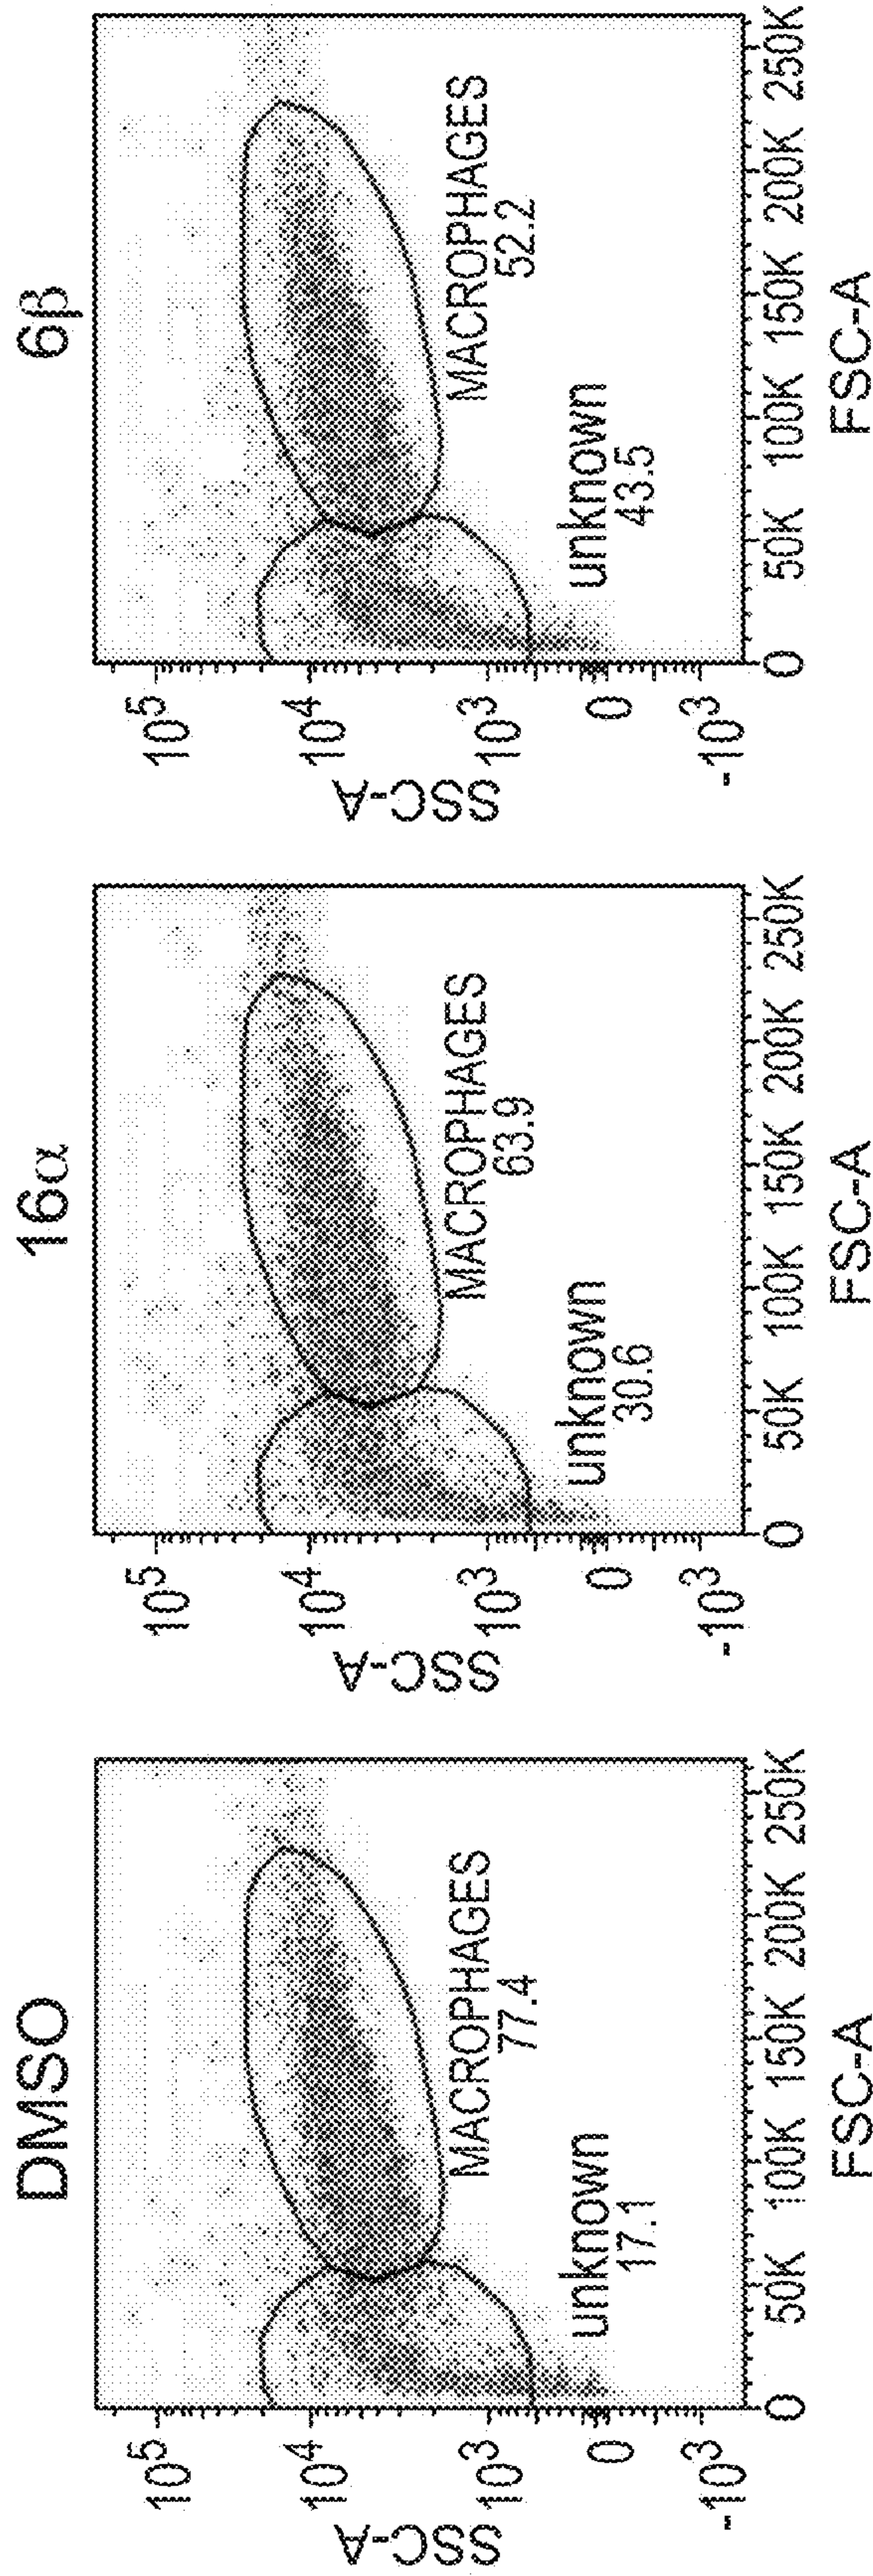 DMSO
SSC-A
10⁵
10⁴
10³
0
-10³
MACROPHAGES
77.4
unknown
17.1
0 50K 100K 150K 200K 250K
FSC-A
16α
SSC-A
10⁵
10⁴
10³
0
-10³
MACROPHAGES
63.9
unknown
30.6
0 50K 100K 150K 200K 250K
FSC-A
6β
SSC-A
10⁵
10⁴
10³
0
-10³
MACROPHAGES
52.2
unknown
43.5
0 50K 100K 150K 200K 250K
FSC-A